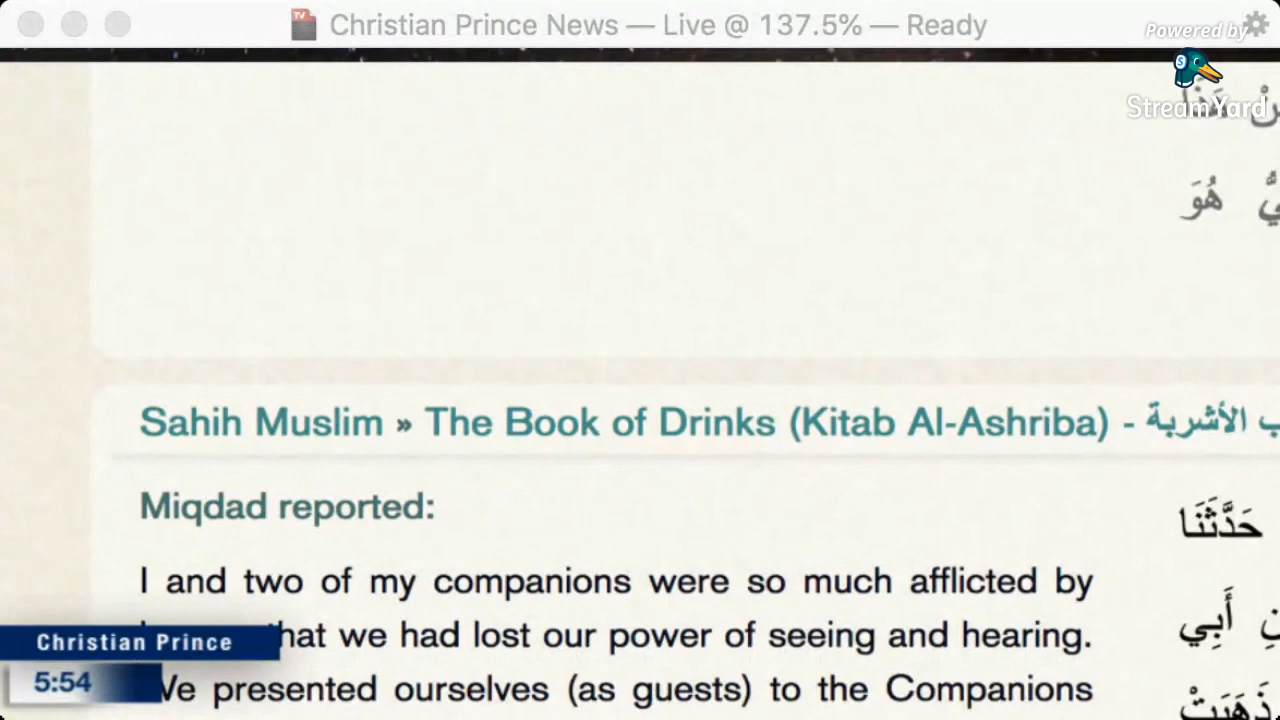 Christian Prince News — Live @ 137.5% — Ready
Powered by
StreamYard
هُوَ
Sahih Muslim » The Book of Drinks (Kitab Al-Ashriba) - الأشربة
Miqdad reported:
حَدَّثَنَا
I and two of my companions were so much afflicted by
that we had lost our power of seeing and hearing.
أَبِي
We presented ourselves (as guests) to the Companions
Christian Prince
5:54